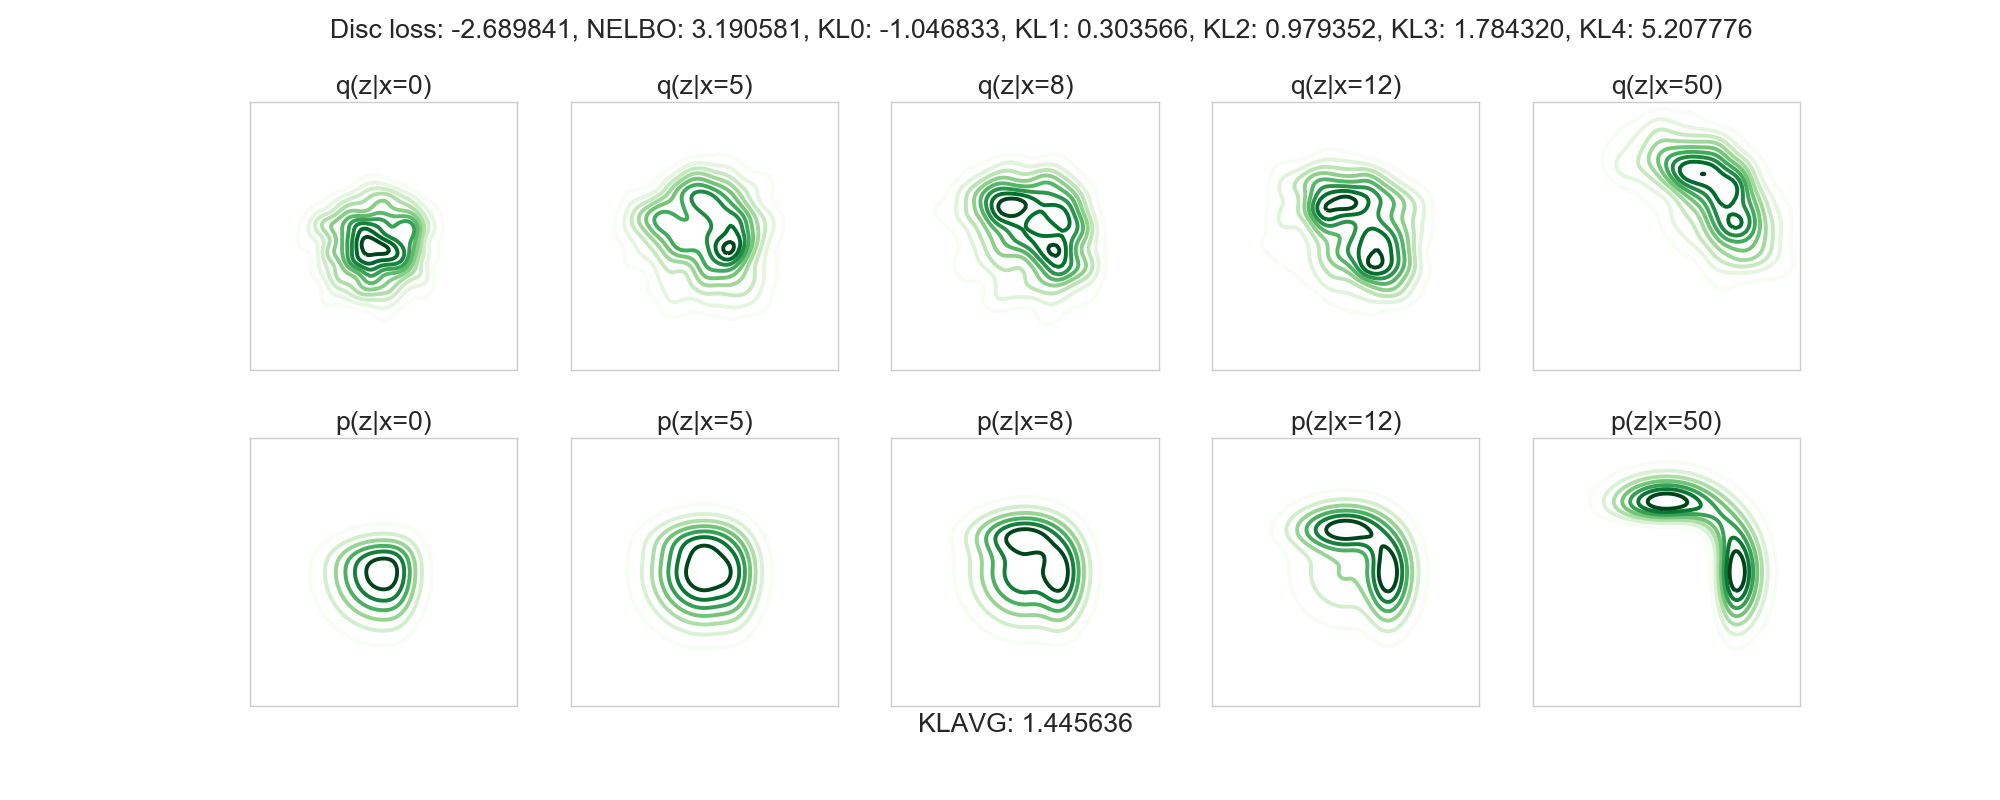 Disc loss: -2.689841, NELBO: 3.190581, KL0: -1.046833, KL1: 0.303566, KL2: 0.979352, KL3: 1.784320, KL4: 5.207776
q(z|x=0) q(z|x=5) q(z|x=8) q(z|x=12) q(z|x=50)
p(z|x=0) p(z|x=5) p(z|x=8) p(z|x=12) p(z|x=50)
KLAVG: 1.445636